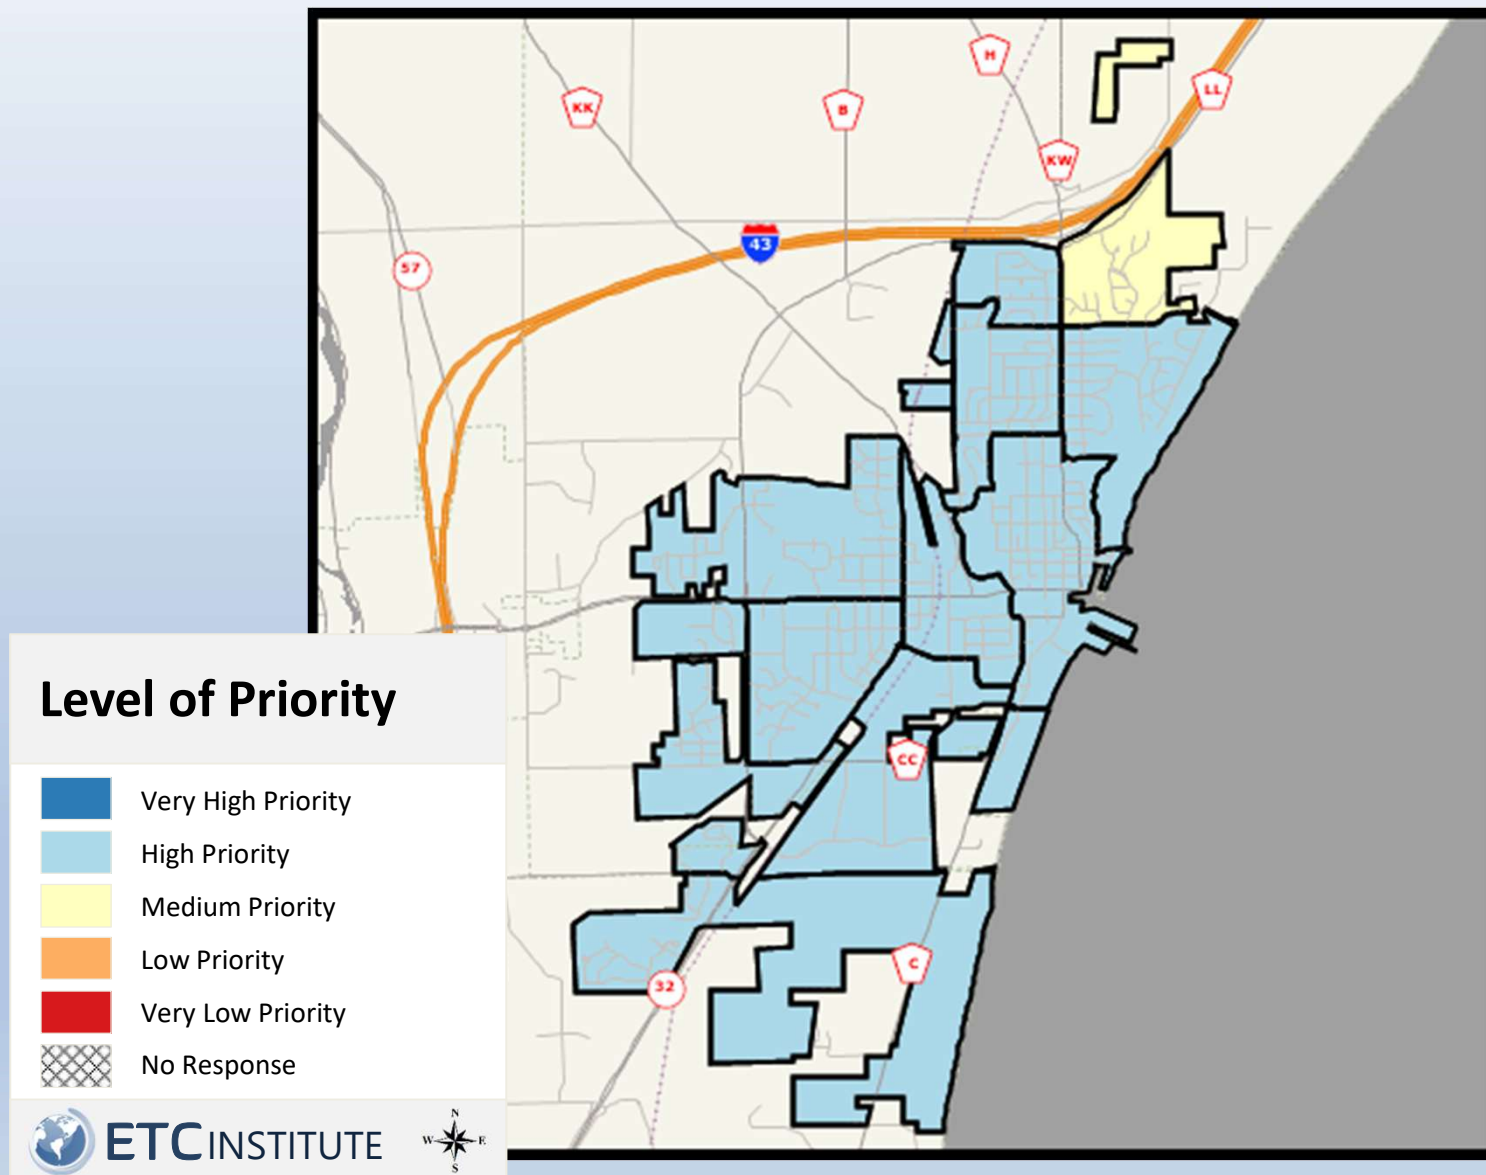 H
KK
B
LL
KW
43
57
Level of Priority
Very High Priority
High Priority
Medium Priority
Low Priority
Very Low Priority
No Response
CC
C
32
ETC INSTITUTE
N
W E
S